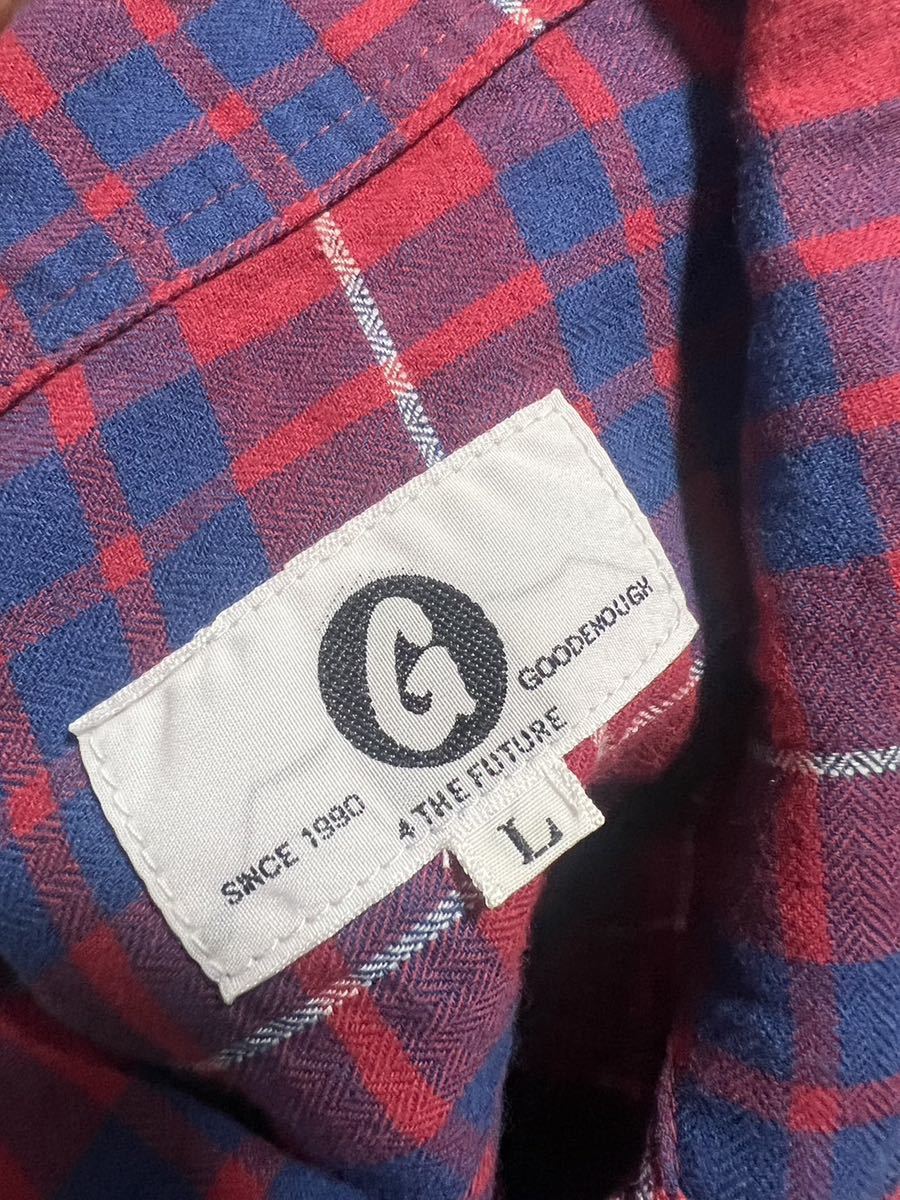 G
GOODENOUGH
SINCE 1990 4 THE FUTURE
L